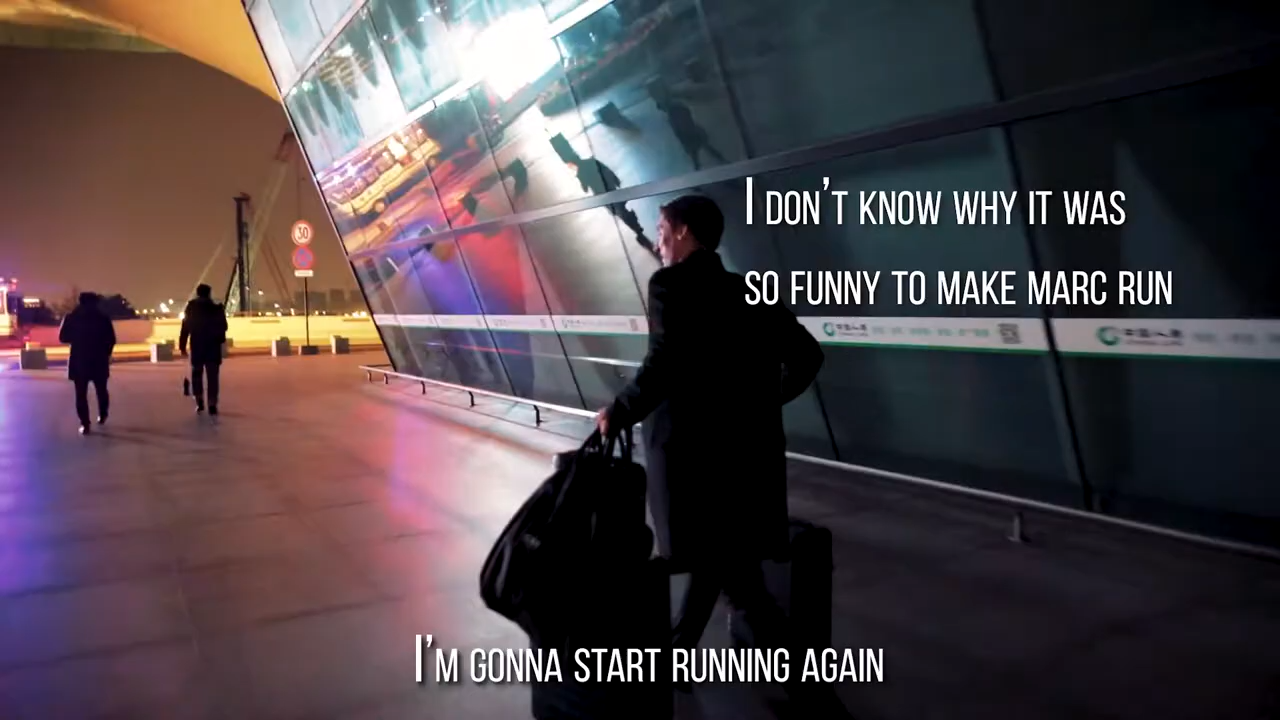 30
I DON'T KNOW WHY IT WAS
SO FUNNY TO MAKE MARC RUN
I'M GONNA START RUNNING AGAIN